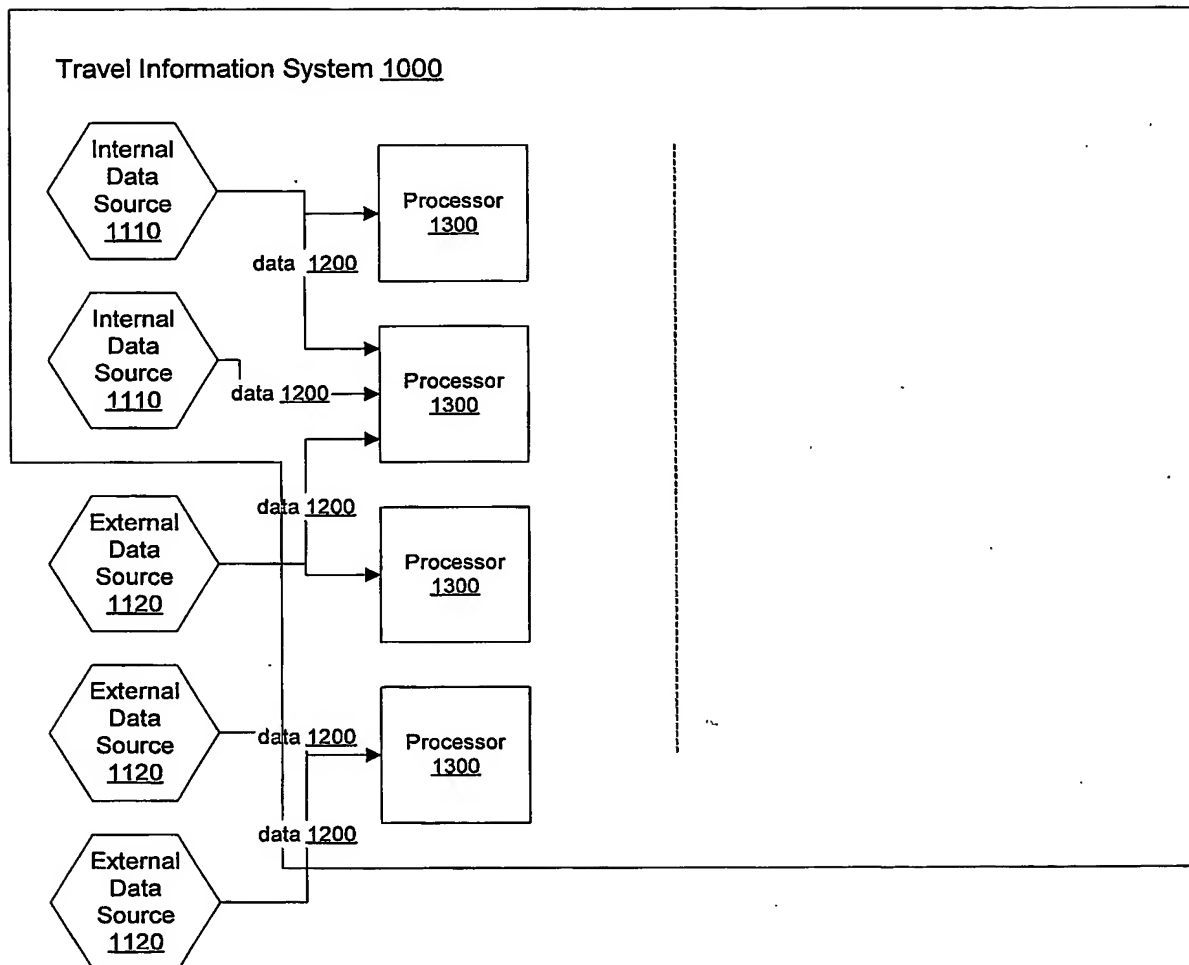 Travel Information System 1000
Internal
Data
Source
1110
Processor
1300
data 1200
Internal
Data
Source
1110
data 1200
Processor
1300
data 1200
External
Data
Source
1120
Processor
1300
External
Data
Source
1120
data 1200
Processor
1300
data 1200
External
Data
Source
1120